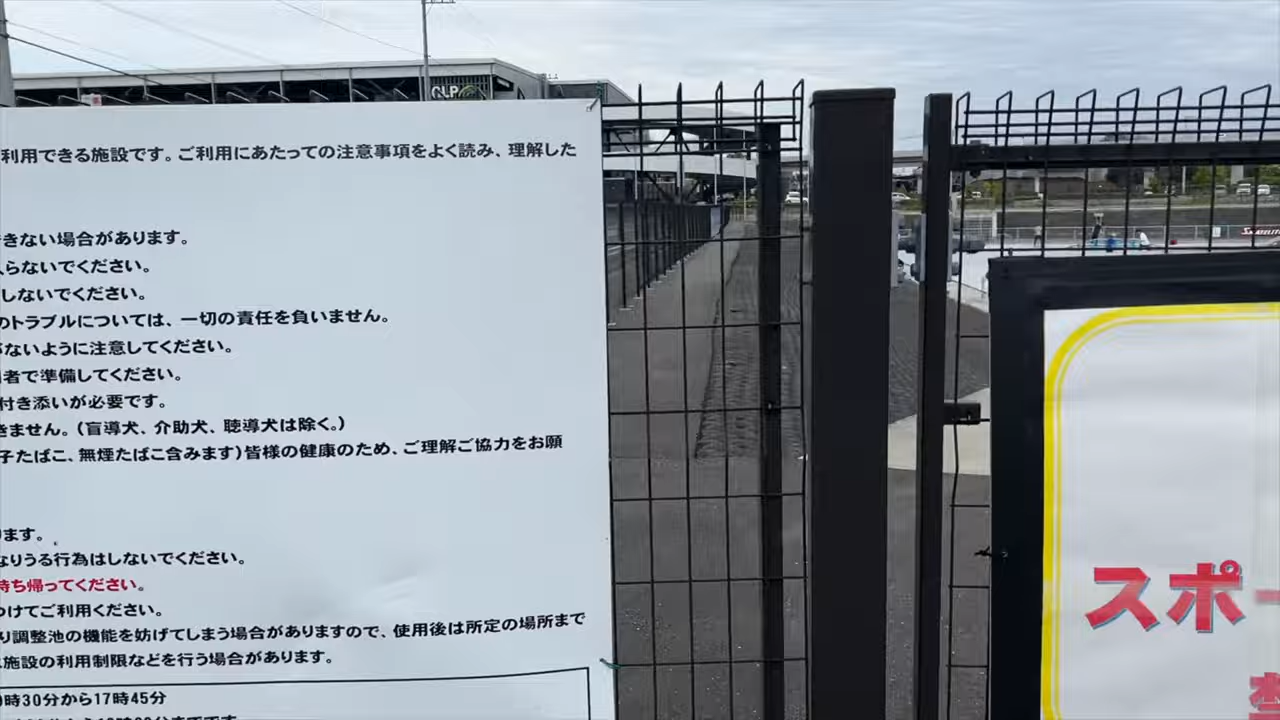 GLP
利用できる施設です。ご利用にあたっての注意事項をよく読み、理解した
きない場合があります。
らないでください。
しないでください。
のトラブルについては、一切の責任を負いません。
ないように注意してください。
者で準備してください。
付き添いが必要です。
きません。（盲導犬、介助犬、聴導犬は除く。）
子たばこ、無煙たばこ含みます）皆様の健康のため、ご理解ご協力をお願
ます。
なりうる行為はしないでください。
持ち帰ってください。
つけてご利用ください。
り調整池の機能を妨げてしまう場合がありますので、使用後は所定の場所まで
施設の利用制限などを行う場合があります。
時30分から17時45分
スポー
禁